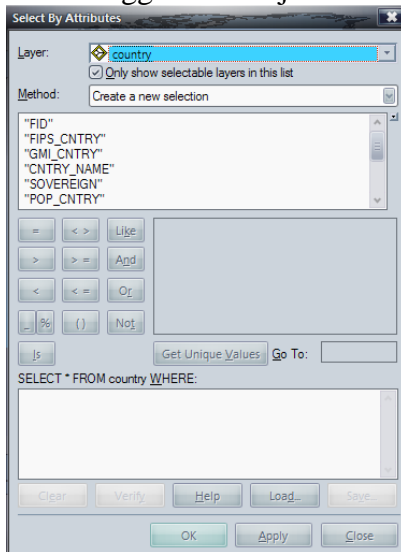 Select By Attributes
Layer: country
Only show selectable layers in this list
Method: Create a new selection
"FID"
"FIPS_CNTRY"
"GMI_CNTRY"
"CNTRY_NAME"
"SOVEREIGN"
"POP_CNTRY"
= < > Like
> > = And
< < = Or
_ % () Not
Is Get Unique Values Go To:
SELECT * FROM country WHERE:
Clear Verify Help Load... Save...
OK Apply Close